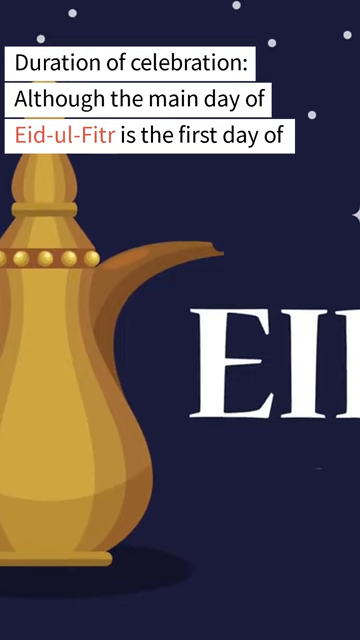 Duration of celebration:
Although the main day of
Eid-ul-Fitr is the first day of